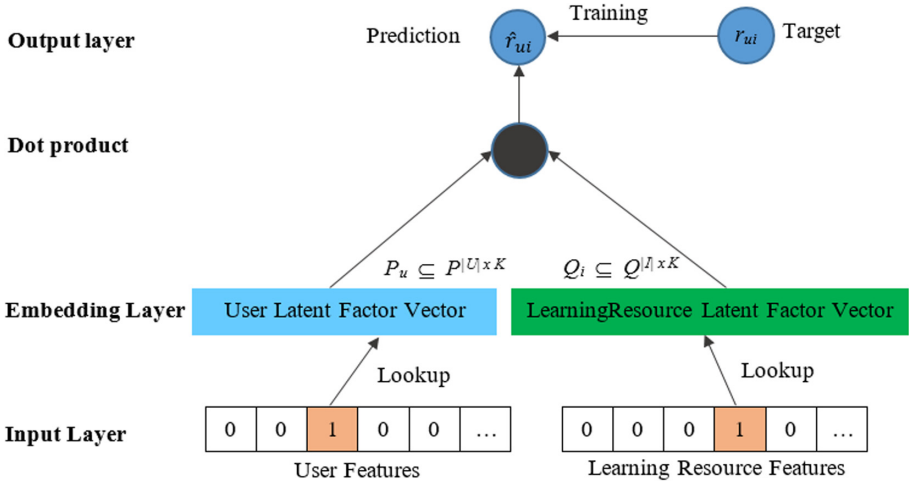 Output layer
Prediction
r̂ui
Training
rui
Target
Dot product
Pu ⊆ P|U| x K
Qi ⊆ Q|I| x K
Embedding Layer
User Latent Factor Vector
LearningResource Latent Factor Vector
Lookup
Lookup
Input Layer
0 0 1 0 0 ...
0 0 0 1 0 ...
User Features
Learning Resource Features